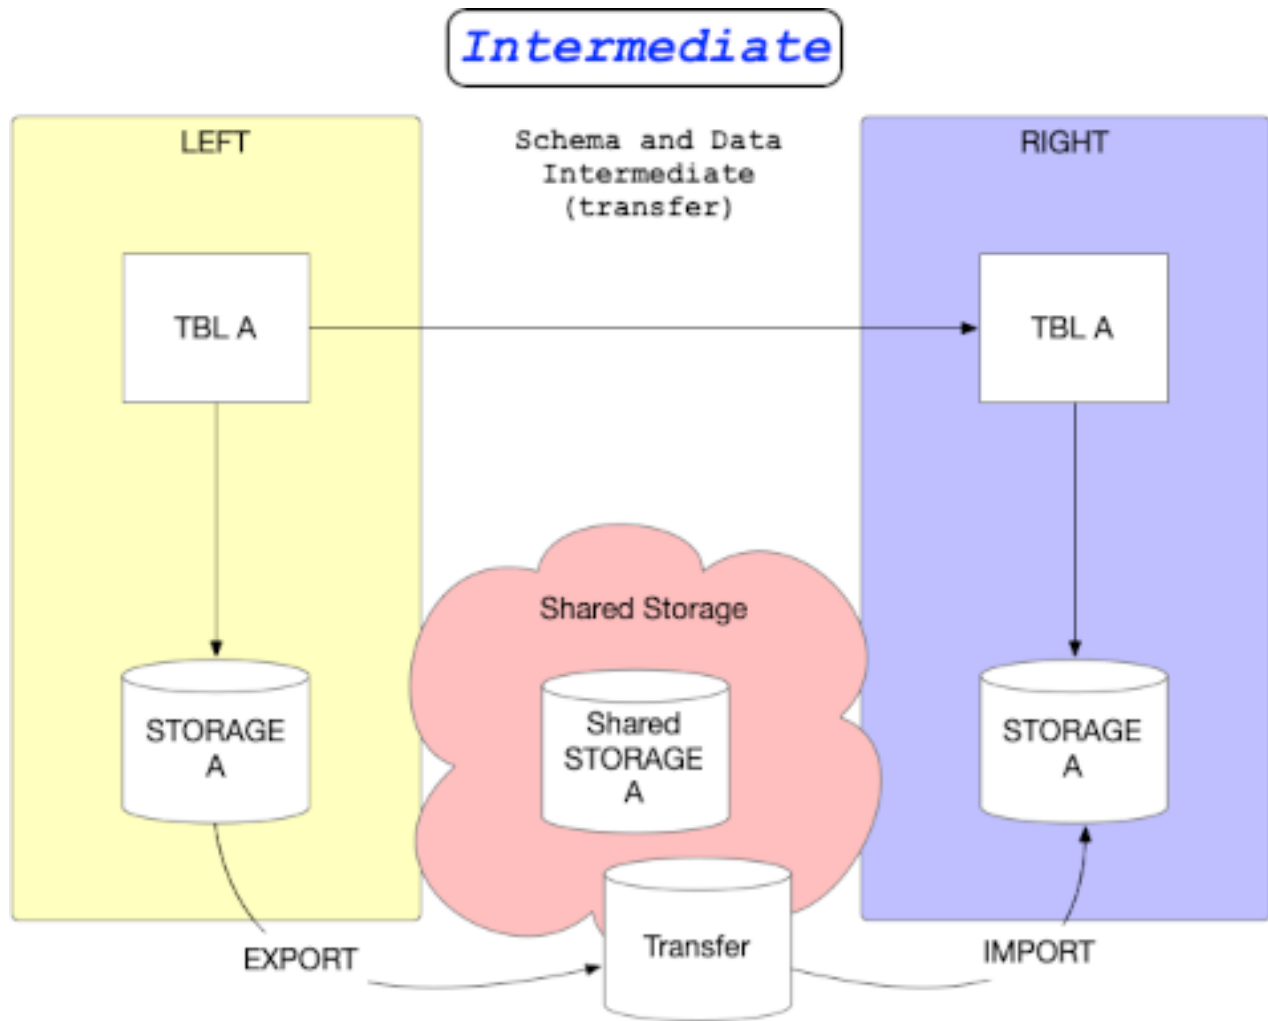 Intermediate
LEFT
Schema and Data
Intermediate
(transfer)
RIGHT
TBL A
TBL A
Shared Storage
STORAGE
A
Shared
STORAGE
A
STORAGE
A
EXPORT
Transfer
IMPORT